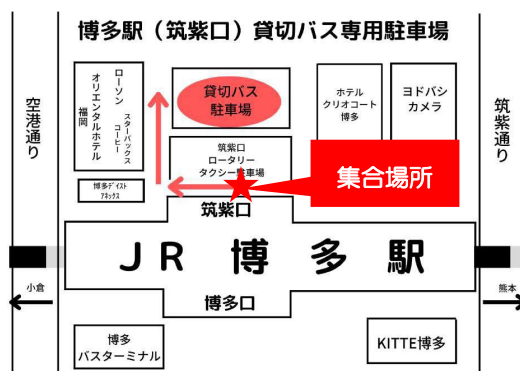 博多駅（筑紫口）貸切バス専用駐車場
空港通り
ローソン
オリエンタルホテル
福岡
スターバックス
コーヒー
貸切バス
駐車場
ホテル
クリオコート
博多
ヨドバシ
カメラ
筑紫通り
筑紫口
ロータリー
タクシー駐車場
集合場所
博多デイトス
アネックス
筑紫口
JR 博多駅
小倉
熊本
博多口
博多
バスターミナル
KITTE博多